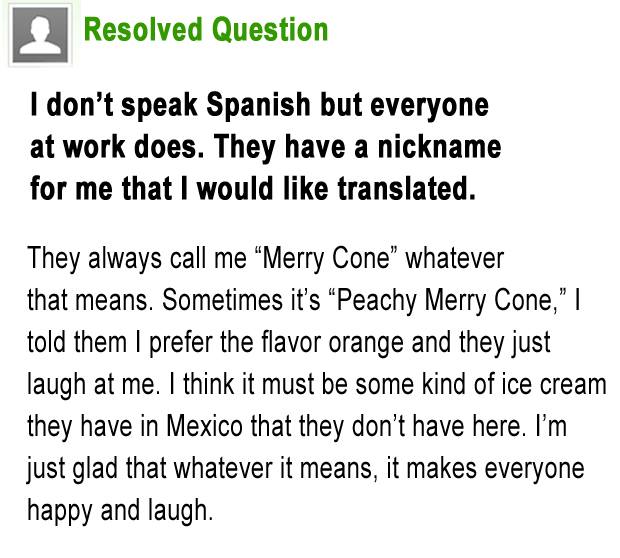 Resolved Question
I don’t speak Spanish but everyone
at work does. They have a nickname
for me that I would like translated.
They always call me “Merry Cone” whatever
that means. Sometimes it’s “Peachy Merry Cone,” I
told them I prefer the flavor orange and they just
laugh at me. I think it must be some kind of ice cream
they have in Mexico that they don’t have here. I’m
just glad that whatever it means, it makes everyone
happy and laugh.